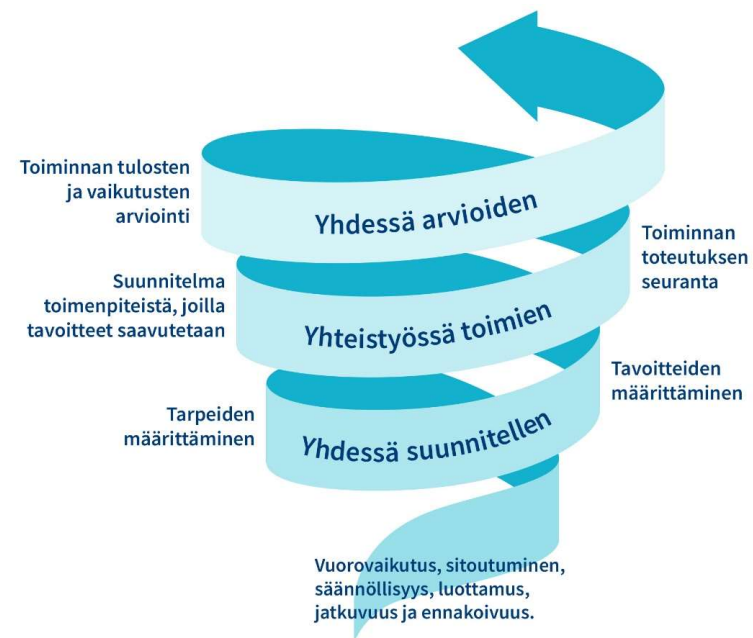 Toiminnan tulosten
ja vaikutusten
arviointi
Yhdessä arvioiden
Toiminnan
toteutuksen
seuranta
Suunnitelma
toimenpiteistä, joilla
tavoitteet saavutetaan
Yhteistyössä toimien
Tavoitteiden
määrittäminen
Tarpeiden
määrittäminen
Yhdessä suunnitellen
Vuorovaikutus, sitoutuminen,
säännöllisyys, luottamus,
jatkuvuus ja ennakoivuus.